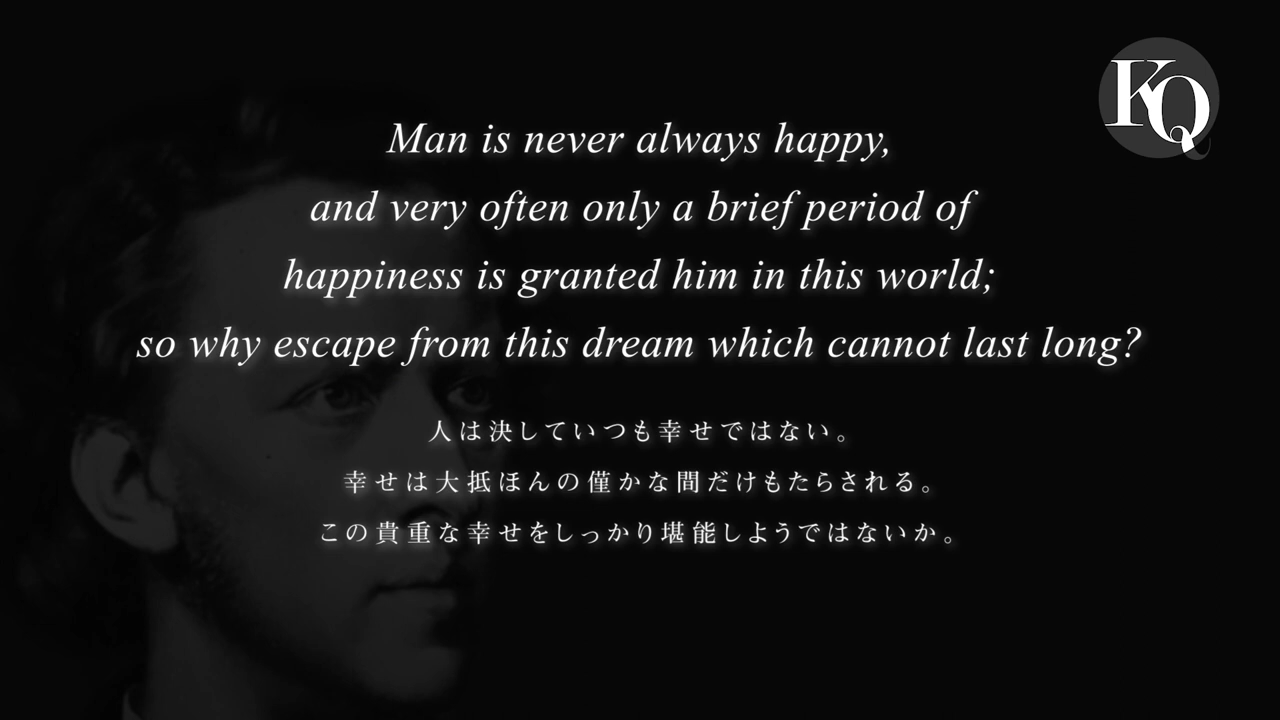 KQ
Man is never always happy,
and very often only a brief period of
happiness is granted him in this world;
so why escape from this dream which cannot last long?
人は決していつも幸せではない。
幸せは大抵ほんの僅かな間だけもたらされる。
この貴重な幸せをしっかり堪能しようではないか。